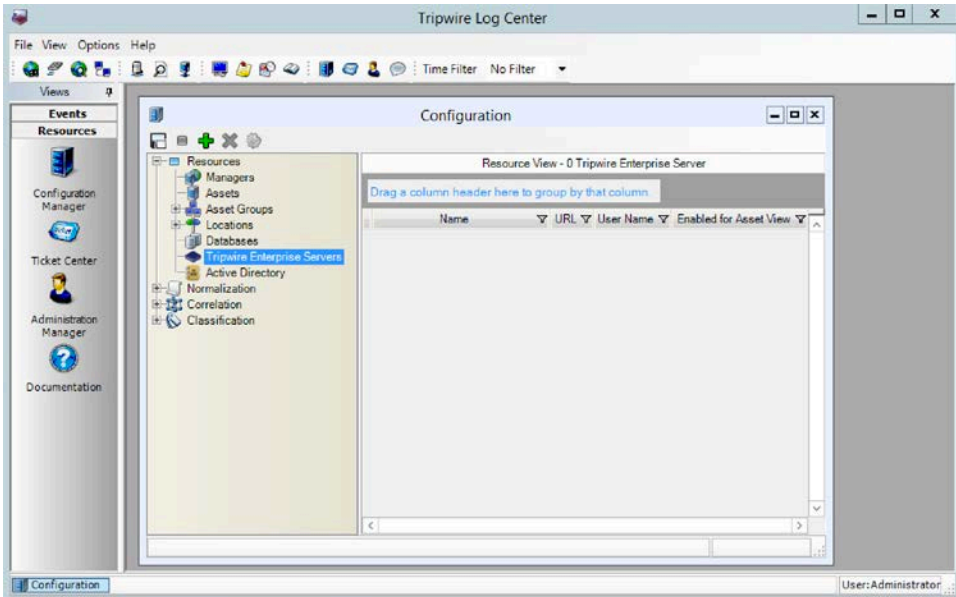 Tripwire Log Center
File View Options Help
Time Filter No Filter
Views
Events
Resources
Configuration
Manager
Ticket Center
Administration
Manager
Documentation
Configuration
Resources
Managers
Assets
Asset Groups
Locations
Databases
Tripwire Enterprise Servers
Active Directory
Normalization
Correlation
Classification
Resource View - 0 Tripwire Enterprise Server
Drag a column header here to group by that column
Name URL User Name Enabled for Asset View
Configuration
User:Administrator